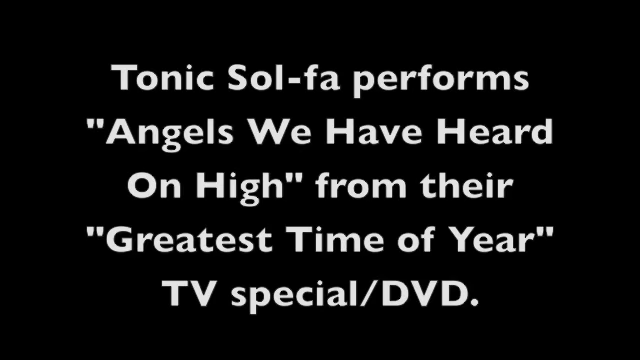 Tonic Sol-fa performs
"Angels We Have Heard
On High" from their
"Greatest Time of Year"
TV special/DVD.